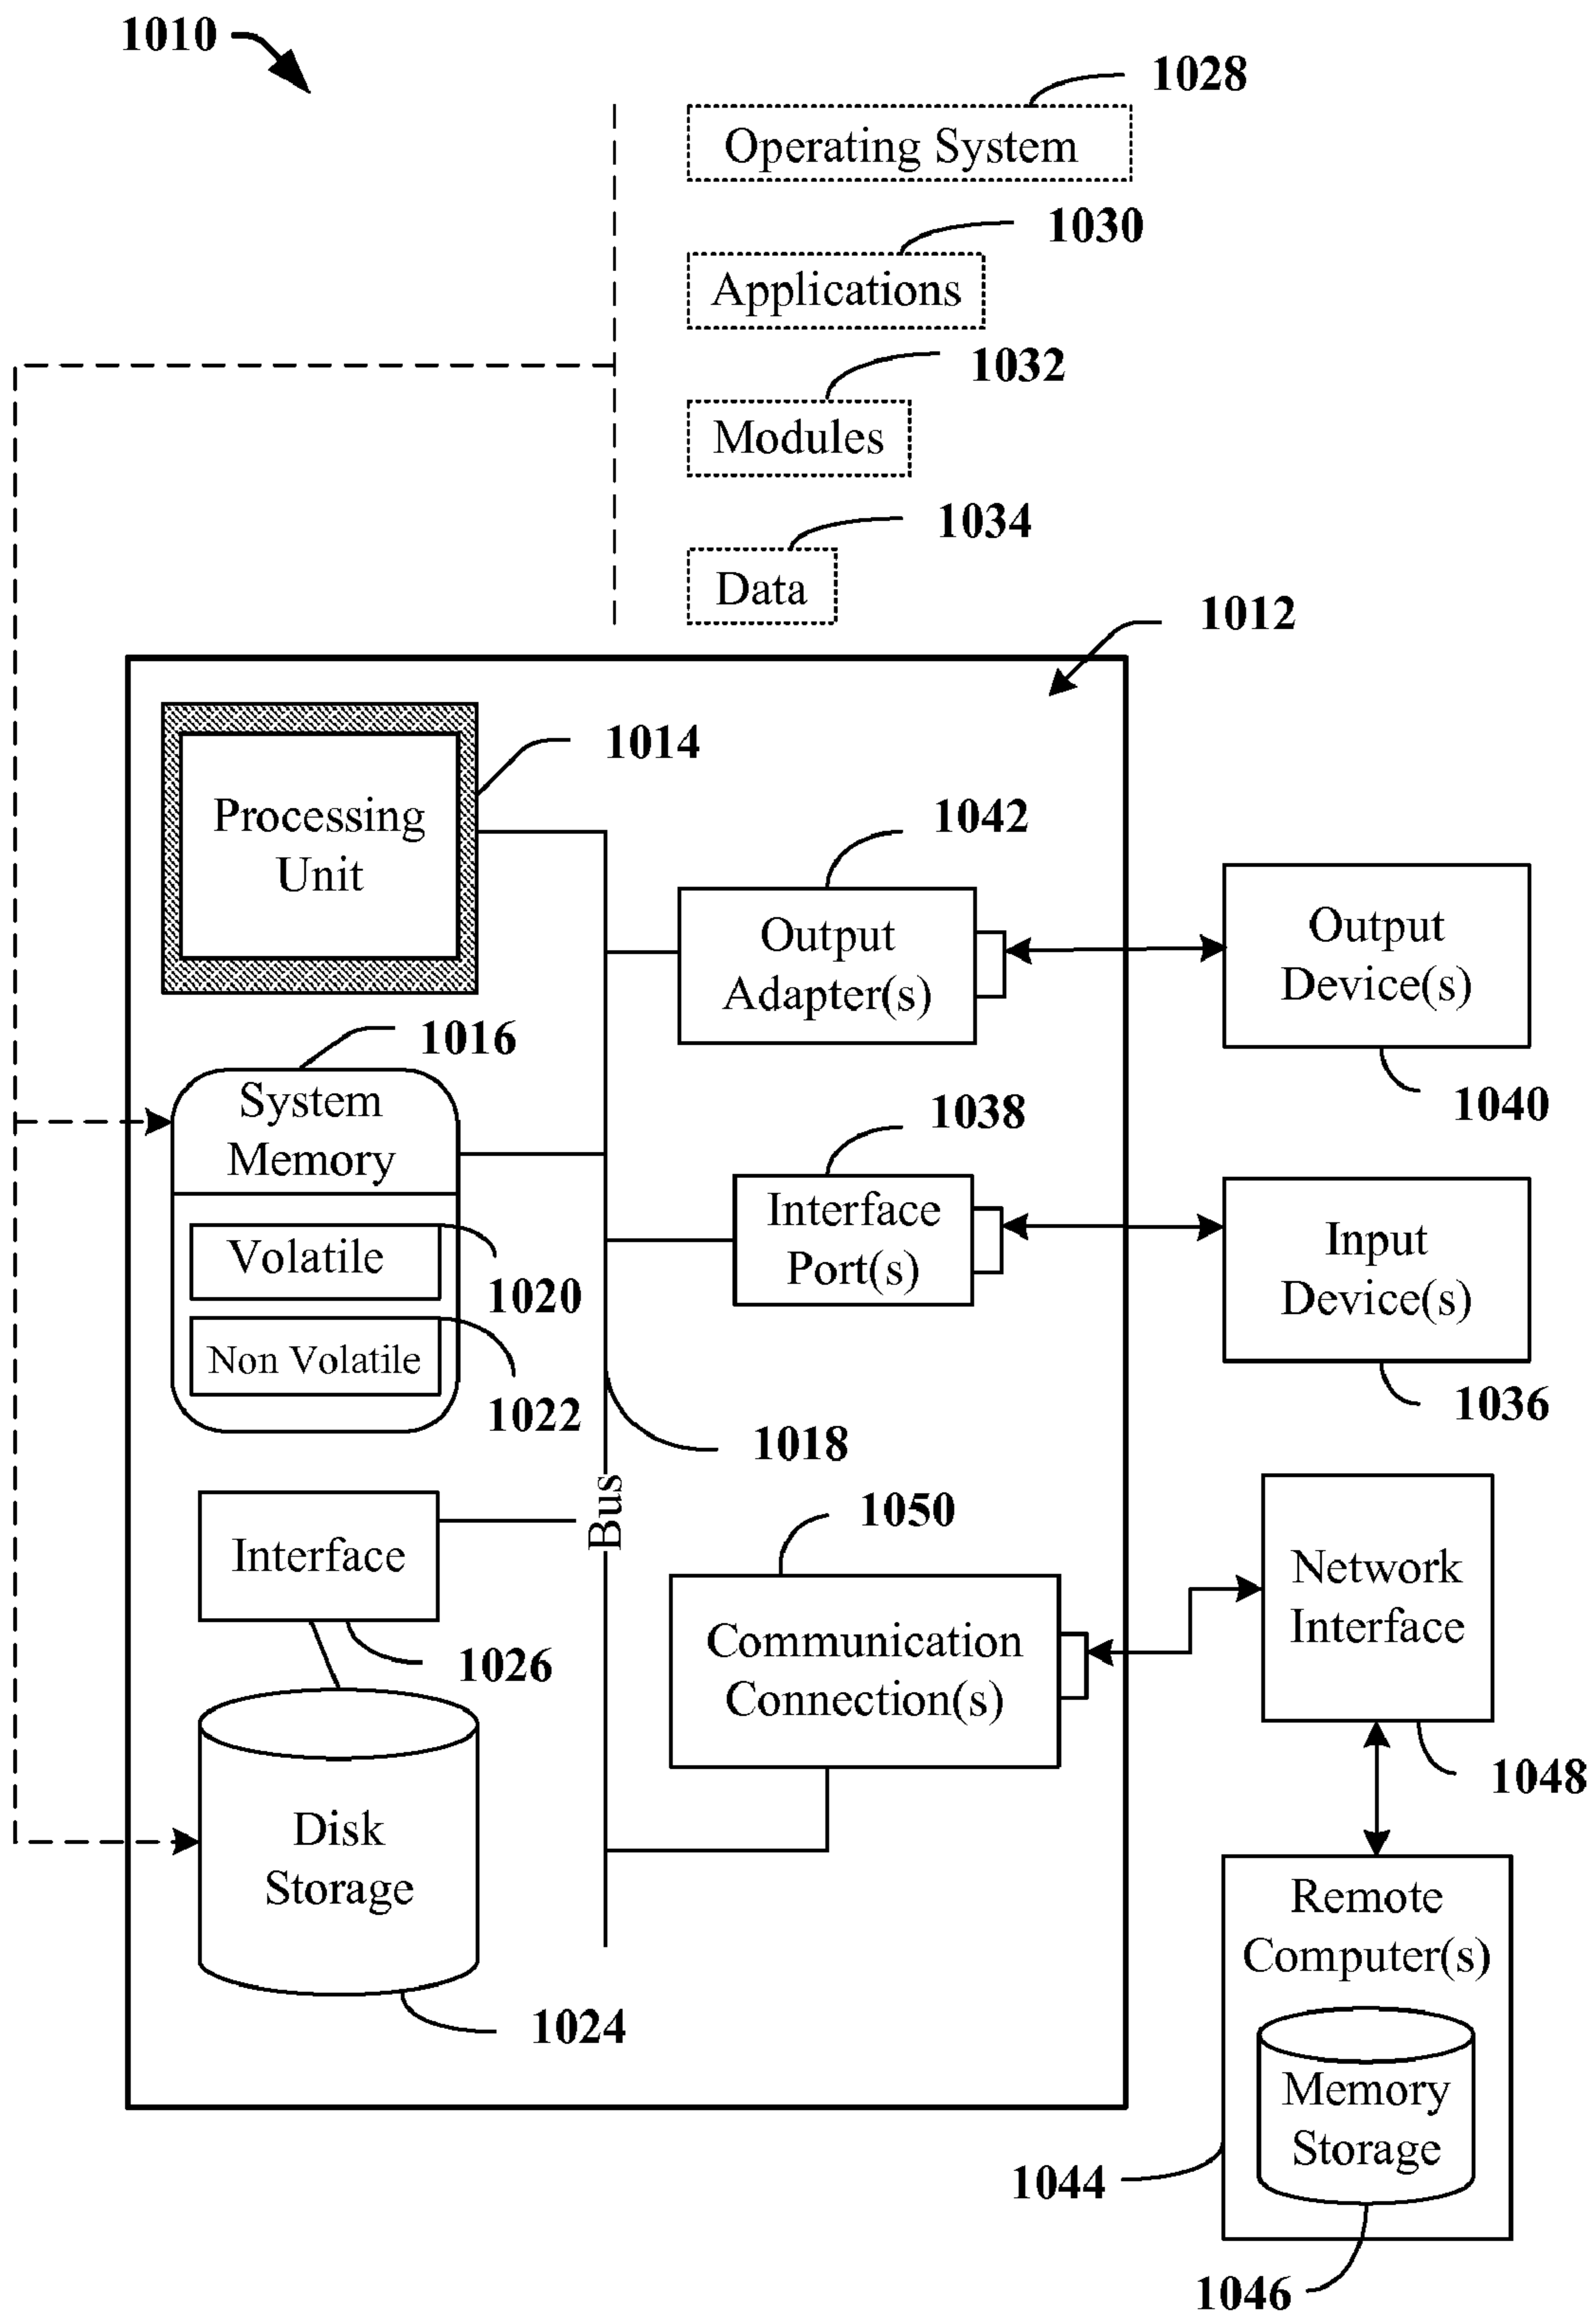 1010
1028
Operating System
1030
Applications
1032
Modules
1034
Data
1012
Processing
Unit
1014
1042
Output
Adapter(s)
Output
Device(s)
1040
1016
System
Memory
Volatile
1020
Non Volatile
1022
1038
Interface
Port(s)
Input
Device(s)
1036
1018
Bus
Interface
1026
1050
Communication
Connection(s)
Network
Interface
1048
Disk
Storage
1024
Remote
Computer(s)
Memory
Storage
1044
1046